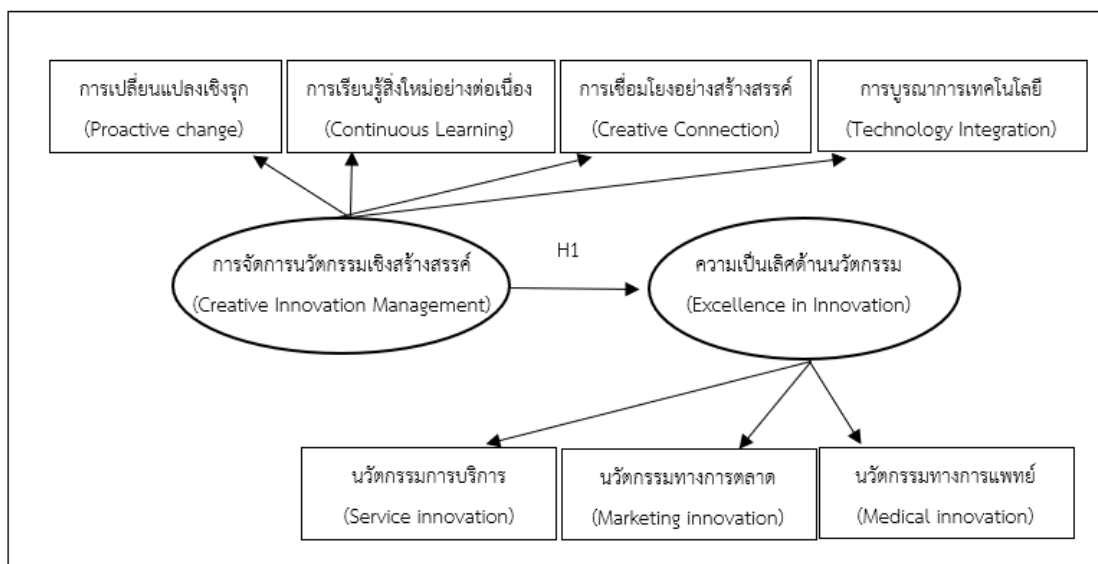 การเปลี่ยนแปลงเชิงรุก
(Proactive change)
การเรียนรู้สิ่งใหม่อย่างต่อเนื่อง
(Continuous Learning)
การเชื่อมโยงอย่างสร้างสรรค์
(Creative Connection)
การบูรณาการเทคโนโลยี
(Technology Integration)
การจัดการนวัตกรรมเชิงสร้างสรรค์
(Creative Innovation Management)
H1
ความเป็นเลิศด้านนวัตกรรม
(Excellence in Innovation)
นวัตกรรมการบริการ
(Service innovation)
นวัตกรรมทางการตลาด
(Marketing innovation)
นวัตกรรมทางการแพทย์
(Medical innovation)